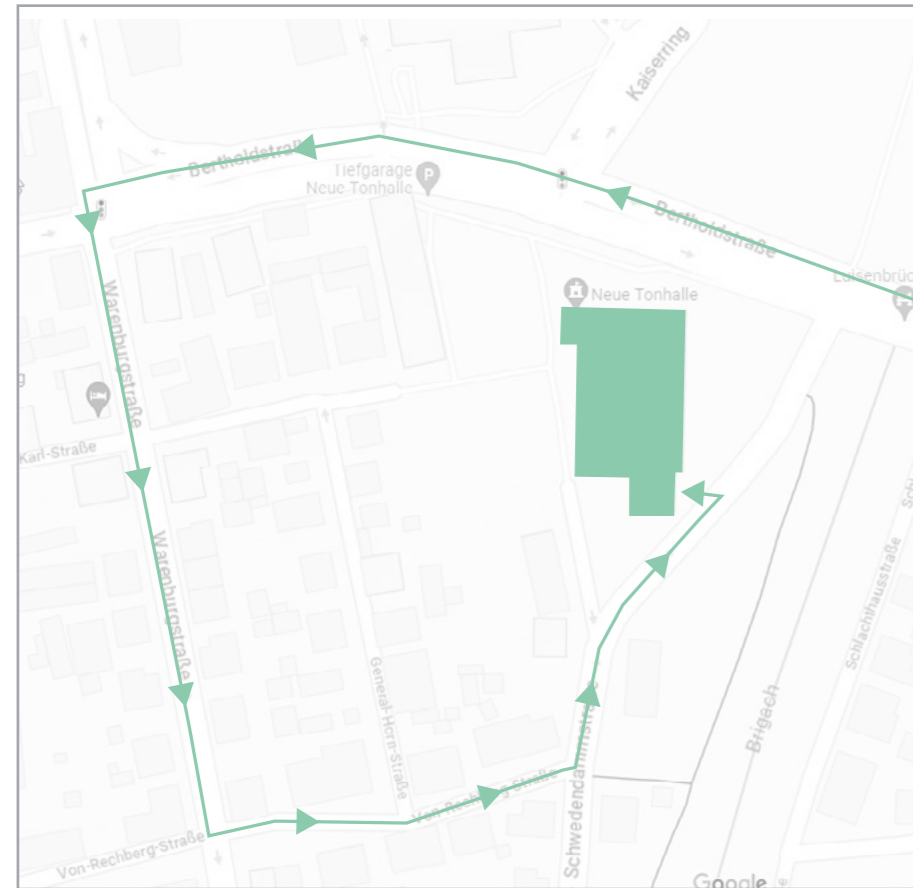 Kaiserring
Bertholdstraße
Tiefgarage
Neue Tonhalle
Bertholdstraße
Luisenbrüc
Neue Tonhalle
Warenburgstraße
g
Karl-Straße
Warenburgstraße
General-Horn-Straße
Schlachthausstraße
Schl
Brigach
Von-Rechberg-Straße
Schwedendammstraße
Von-Rechberg-Straße
Google